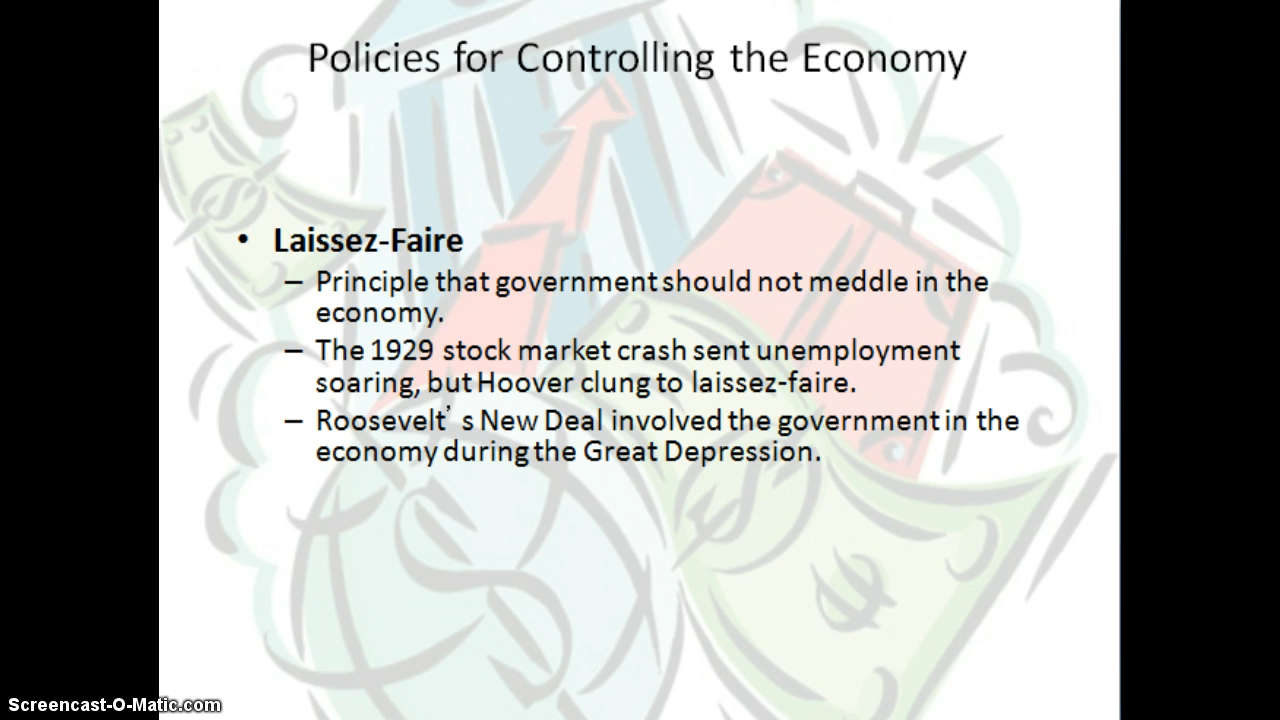 Policies for Controlling the Economy
• Laissez-Faire
– Principle that government should not meddle in the
economy.
– The 1929 stock market crash sent unemployment
soaring, but Hoover clung to laissez-faire.
– Roosevelt’ s New Deal involved the government in the
economy during the Great Depression.
Screencast-O-Matic.com